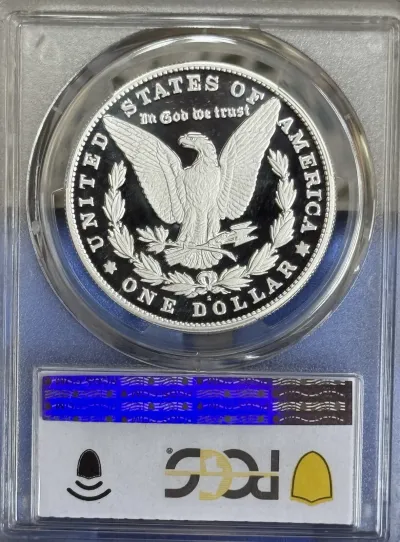 UNITED STATES OF AMERICA
In God we trust
ONE DOLLAR
PCGS